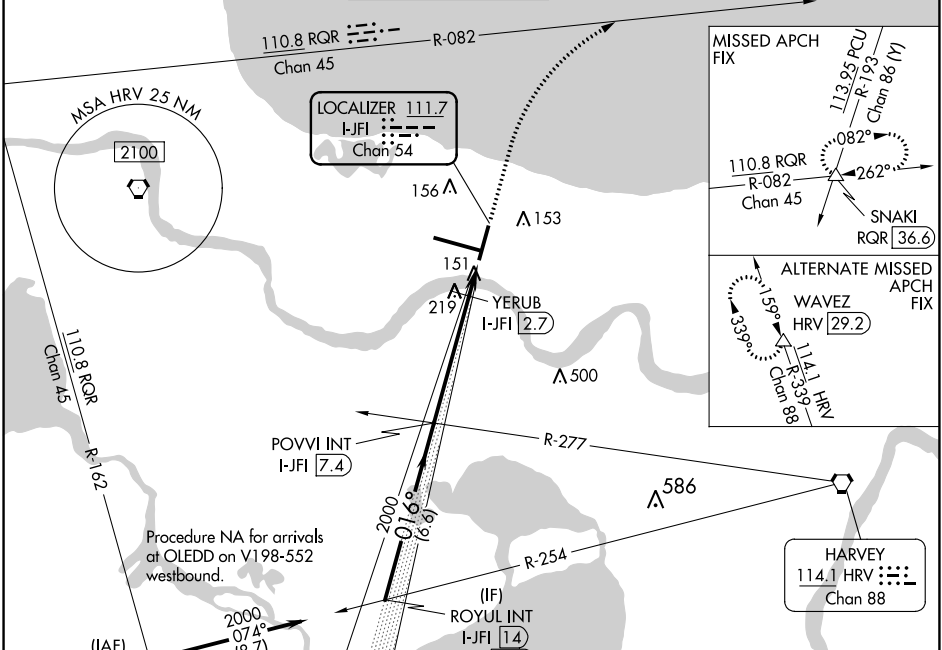 110.8 RQR
Chan 45
R-082
MSA HRV 25 NM
2100
LOCALIZER 111.7
I-JFI
Chan 54
156
153
151
219
YERUB
I-JFI 2.7
500
POVVI INT
I-JFI 7.4
R-277
586
110.8 RQR
Chan 45
R-162
2000
016°
(6.6)
Procedure NA for arrivals
at OLEDD on V198-552
westbound.
R-254
HARVEY
114.1 HRV
Chan 88
(IF)
ROYUL INT
I-JFI 14
2000
074°
(8.7)
(IAF)
MISSED APCH
FIX
113.95 PCU
R-193
Chan 86 (Y)
082°
262°
110.8 RQR
R-082
Chan 45
SNAKI
RQR 36.6
ALTERNATE MISSED
APCH
FIX
159°
339°
WAVEZ
HRV 29.2
114.1 HRV
R-339
Chan 88